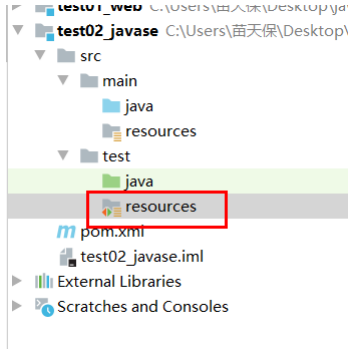 test01_web C:\Users\苗天保\Desktop\jav
test02_javase C:\Users\苗天保\Desktop\
src
main
java
resources
test
java
resources
pom.xml
test02_javase.iml
External Libraries
Scratches and Consoles